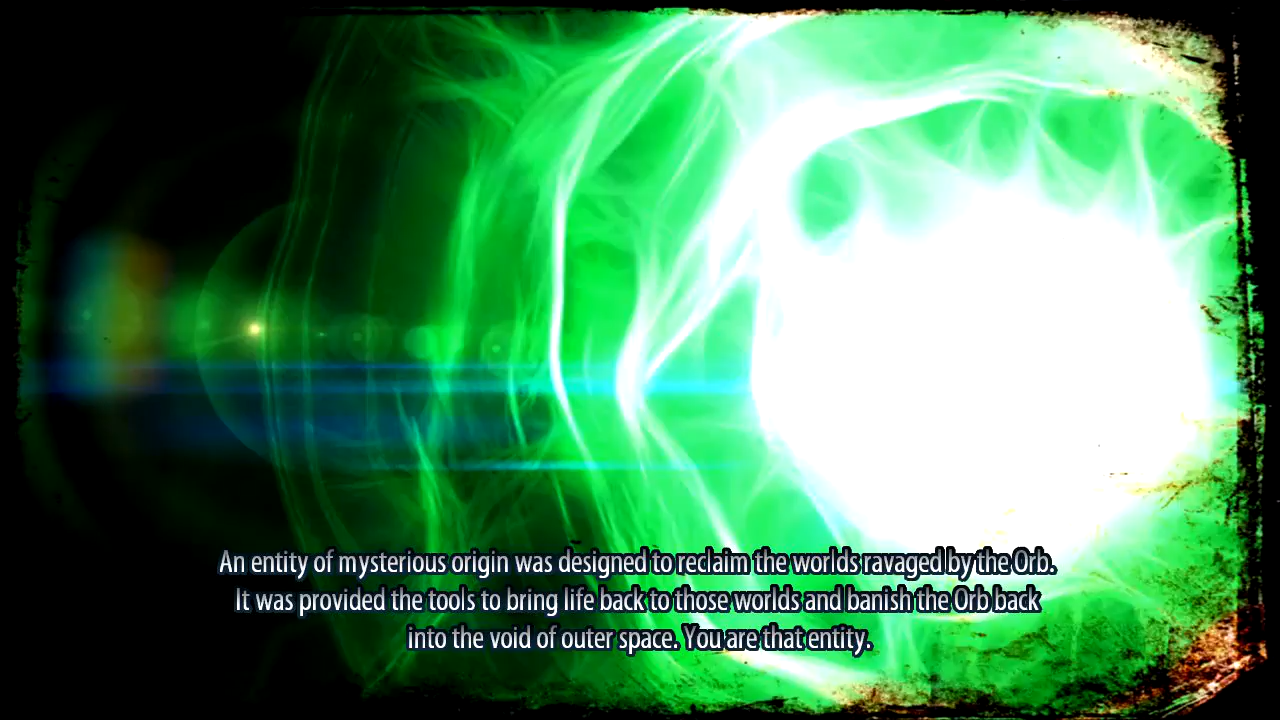 An entity of mysterious origin was designed to reclaim the worlds ravaged by the Orb.
It was provided the tools to bring life back to those worlds and banish the Orb back
into the void of outer space. You are that entity.